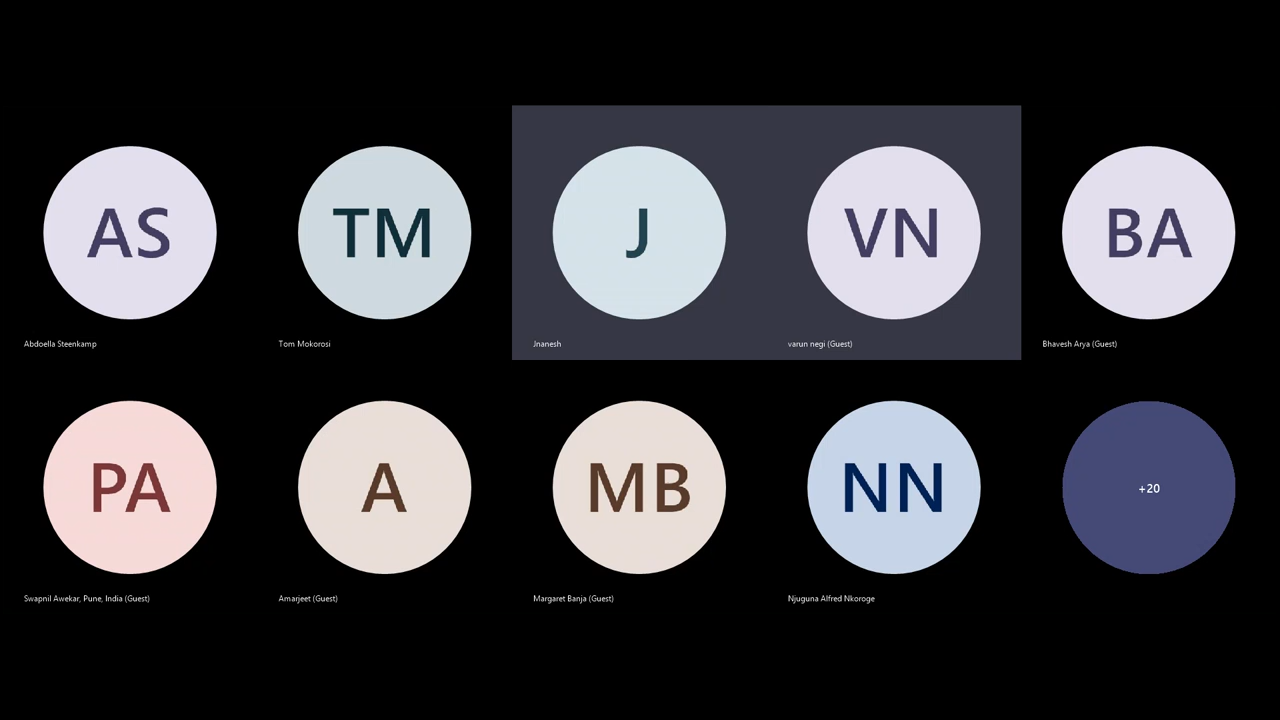 AS
TM
J
VN
BA
Abdoella Steenkamp
Tom Mokorosi
Jnanesh
varun negi (Guest)
Bhavesh Arya (Guest)
PA
A
MB
NN
+20
Swapnil Awekar, Pune, India (Guest)
Amarjeet (Guest)
Margaret Banja (Guest)
Njuguna Alfred Nkoroge